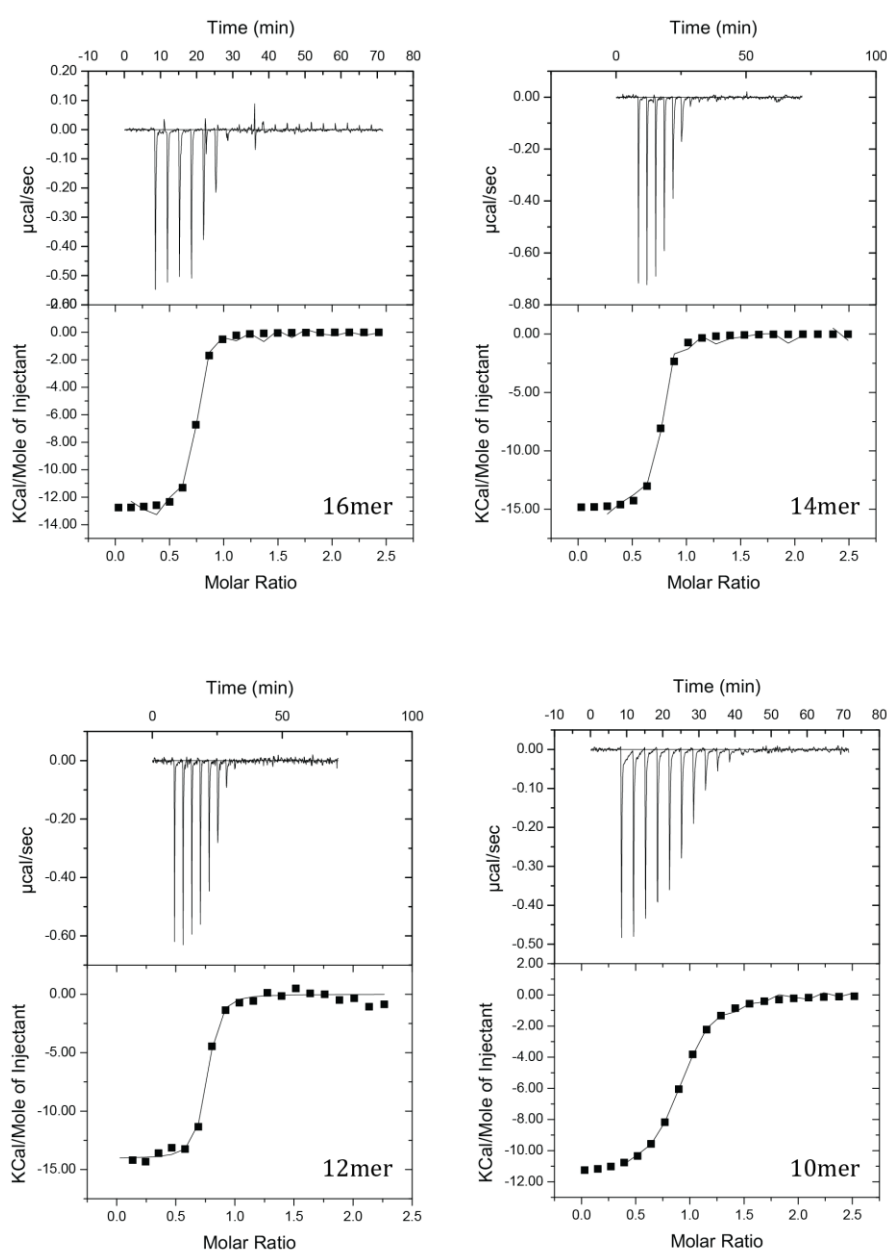 Time (min)
-10 0 10 20 30 40 50 60 70 80
0.20
0.10
0.00
-0.10
-0.20
-0.30
-0.40
-0.50
µcal/sec
0.00
-2.00
-4.00
-6.00
-8.00
-10.00
-12.00
-14.00
KCal/Mole of Injectant
16mer
0.0 0.5 1.0 1.5 2.0 2.5
Molar Ratio
Time (min)
0 50 100
0.00
-0.20
-0.40
-0.60
-0.80
µcal/sec
0.00
-5.00
-10.00
-15.00
KCal/Mole of Injectant
14mer
0.0 0.5 1.0 1.5 2.0 2.5
Molar Ratio
Time (min)
0 50 100
0.00
-0.20
-0.40
-0.60
µcal/sec
0.00
-5.00
-10.00
-15.00
KCal/Mole of Injectant
12mer
0.0 0.5 1.0 1.5 2.0 2.5
Molar Ratio
Time (min)
-10 0 10 20 30 40 50 60 70 80
0.00
-0.10
-0.20
-0.30
-0.40
-0.50
µcal/sec
2.00
0.00
-2.00
-4.00
-6.00
-8.00
-10.00
-12.00
KCal/Mole of Injectant
10mer
0.0 0.5 1.0 1.5 2.0 2.5
Molar Ratio